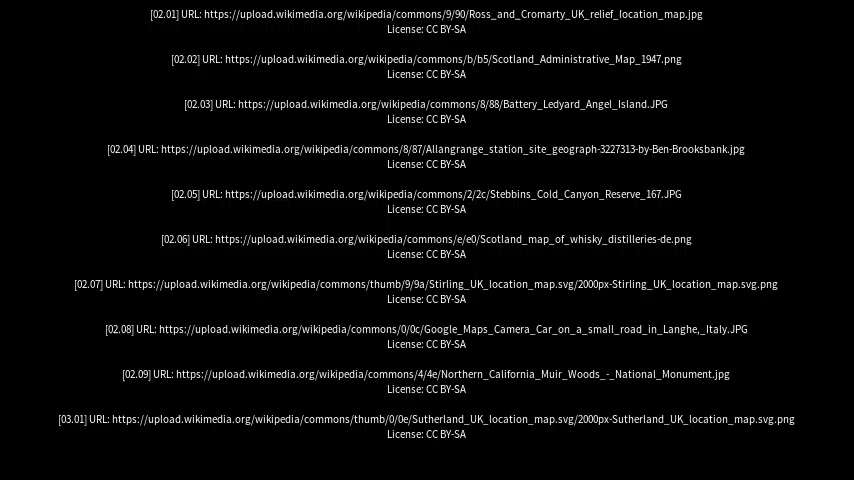 [02.01] URL: https://upload.wikimedia.org/wikipedia/commons/9/90/Ross_and_Cromarty_UK_relief_location_map.jpg
License: CC BY-SA
[02.02] URL: https://upload.wikimedia.org/wikipedia/commons/b/b5/Scotland_Administrative_Map_1947.png
License: CC BY-SA
[02.03] URL: https://upload.wikimedia.org/wikipedia/commons/8/88/Battery_Ledyard_Angel_Island.JPG
License: CC BY-SA
[02.04] URL: https://upload.wikimedia.org/wikipedia/commons/8/87/Allangrange_station_site_geograph-3227313-by-Ben-Brooksbank.jpg
License: CC BY-SA
[02.05] URL: https://upload.wikimedia.org/wikipedia/commons/2/2c/Stebbins_Cold_Canyon_Reserve_167.JPG
License: CC BY-SA
[02.06] URL: https://upload.wikimedia.org/wikipedia/commons/e/e0/Scotland_map_of_whisky_distilleries-de.png
License: CC BY-SA
[02.07] URL: https://upload.wikimedia.org/wikipedia/commons/thumb/9/9a/Stirling_UK_location_map.svg/2000px-Stirling_UK_location_map.svg.png
License: CC BY-SA
[02.08] URL: https://upload.wikimedia.org/wikipedia/commons/0/0c/Google_Maps_Camera_Car_on_a_small_road_in_Langhe,_Italy.JPG
License: CC BY-SA
[02.09] URL: https://upload.wikimedia.org/wikipedia/commons/4/4e/Northern_California_Muir_Woods_-_National_Monument.jpg
License: CC BY-SA
[03.01] URL: https://upload.wikimedia.org/wikipedia/commons/thumb/0/0e/Sutherland_UK_location_map.svg/2000px-Sutherland_UK_location_map.svg.png
License: CC BY-SA